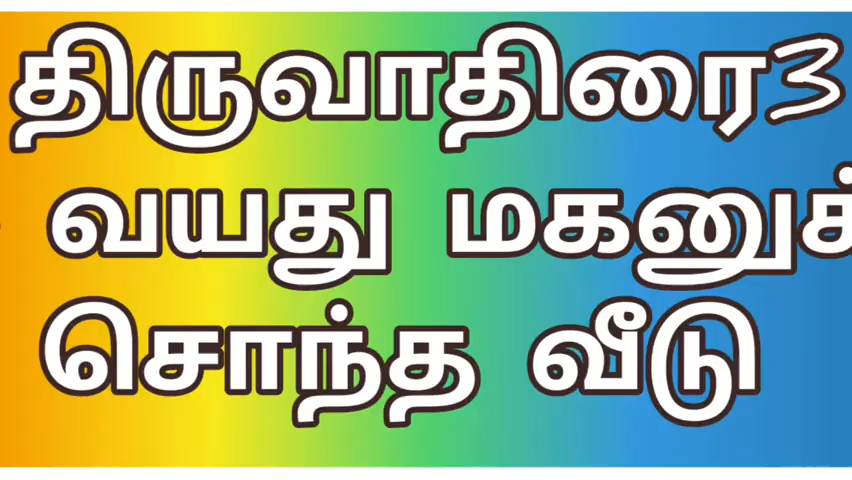 திருவாதிரை3
வயது மகனுக்
சொந்த வீடு